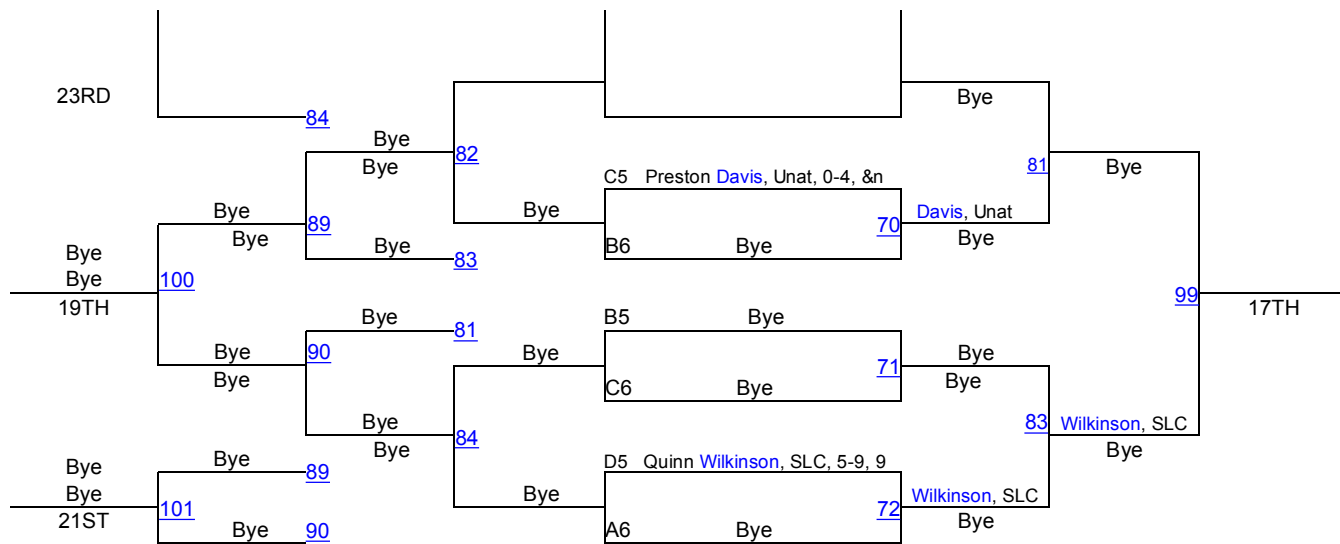 23RD
Bye
84
Bye
Bye
82
81
Bye
C5 Preston Davis, Unat, 0-4, &n
Bye
Bye
89
Bye
70
Davis, Unat
Bye
Bye
83
B6 Bye
Bye
Bye
19TH
100
99
17TH
B5 Bye
Bye
81
Bye
Bye
90
Bye
71
Bye
Bye
C6 Bye
Bye
Bye
84
83
Wilkinson, SLC
Bye
D5 Quinn Wilkinson, SLC, 5-9, 9
Bye
Bye
21ST
Bye
89
101
Bye
72
Wilkinson, SLC
Bye
Bye
90
A6 Bye